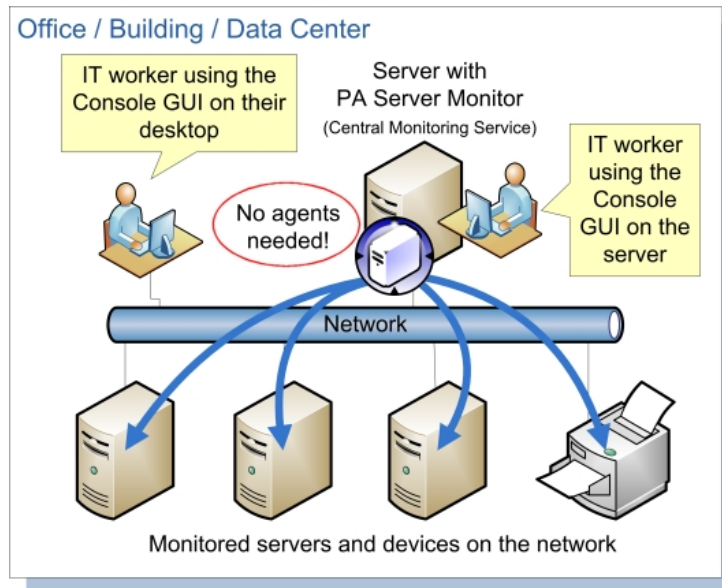 Office / Building / Data Center
IT worker using the
Console GUI on their
desktop
Server with
PA Server Monitor
(Central Monitoring Service)
IT worker
using the
Console
GUI on the
server
No agents
needed!
Network
Monitored servers and devices on the network